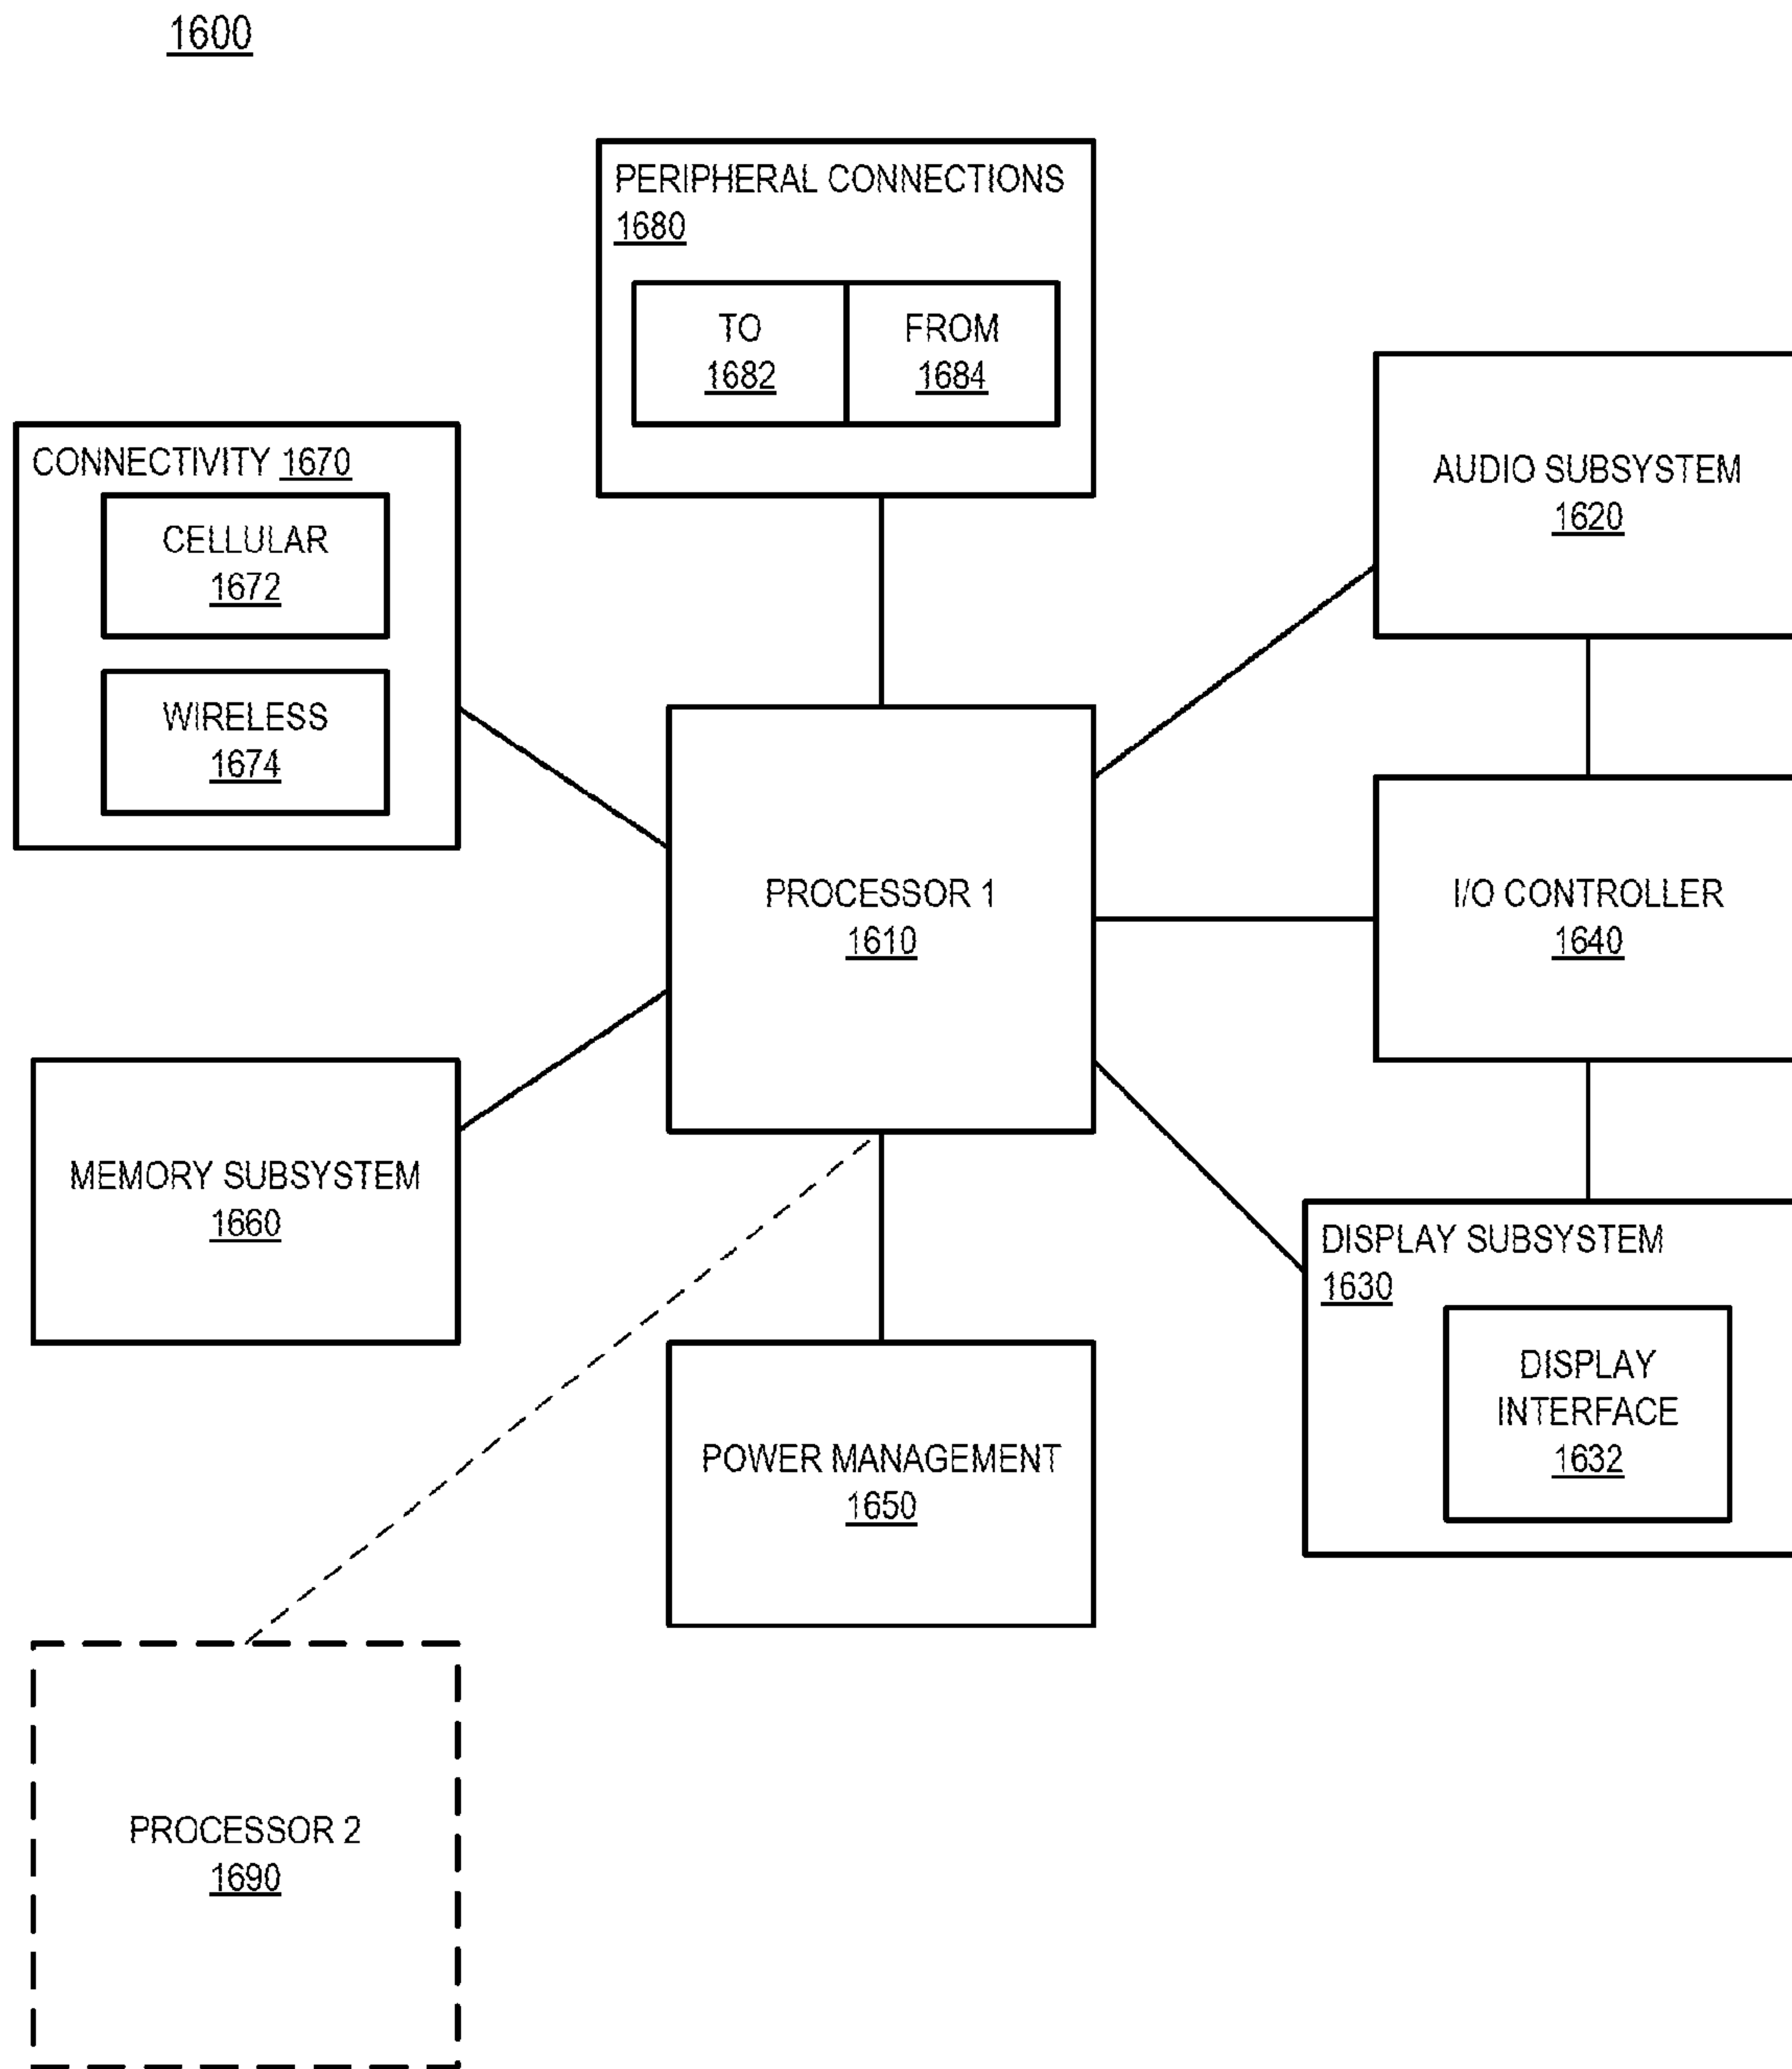 1600
PERIPHERAL CONNECTIONS
1680
TO
1682
FROM
1684
AUDIO SUBSYSTEM
1620
CONNECTIVITY 1670
CELLULAR
1672
WIRELESS
1674
PROCESSOR 1
1610
I/O CONTROLLER
1640
MEMORY SUBSYSTEM
1660
DISPLAY SUBSYSTEM
1630
DISPLAY
INTERFACE
1632
POWER MANAGEMENT
1650
PROCESSOR 2
1690